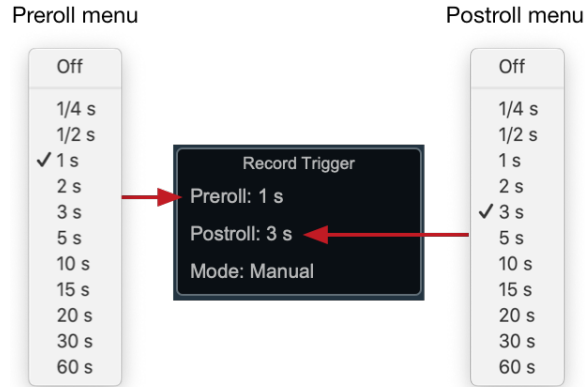 Preroll menu
Off
1/4 s
1/2 s
✓ 1 s
2 s
3 s
5 s
10 s
15 s
20 s
30 s
60 s
Record Trigger
Preroll: 1 s
Postroll: 3 s
Mode: Manual
Postroll menu
Off
1/4 s
1/2 s
1 s
2 s
✓ 3 s
5 s
10 s
15 s
20 s
30 s
60 s